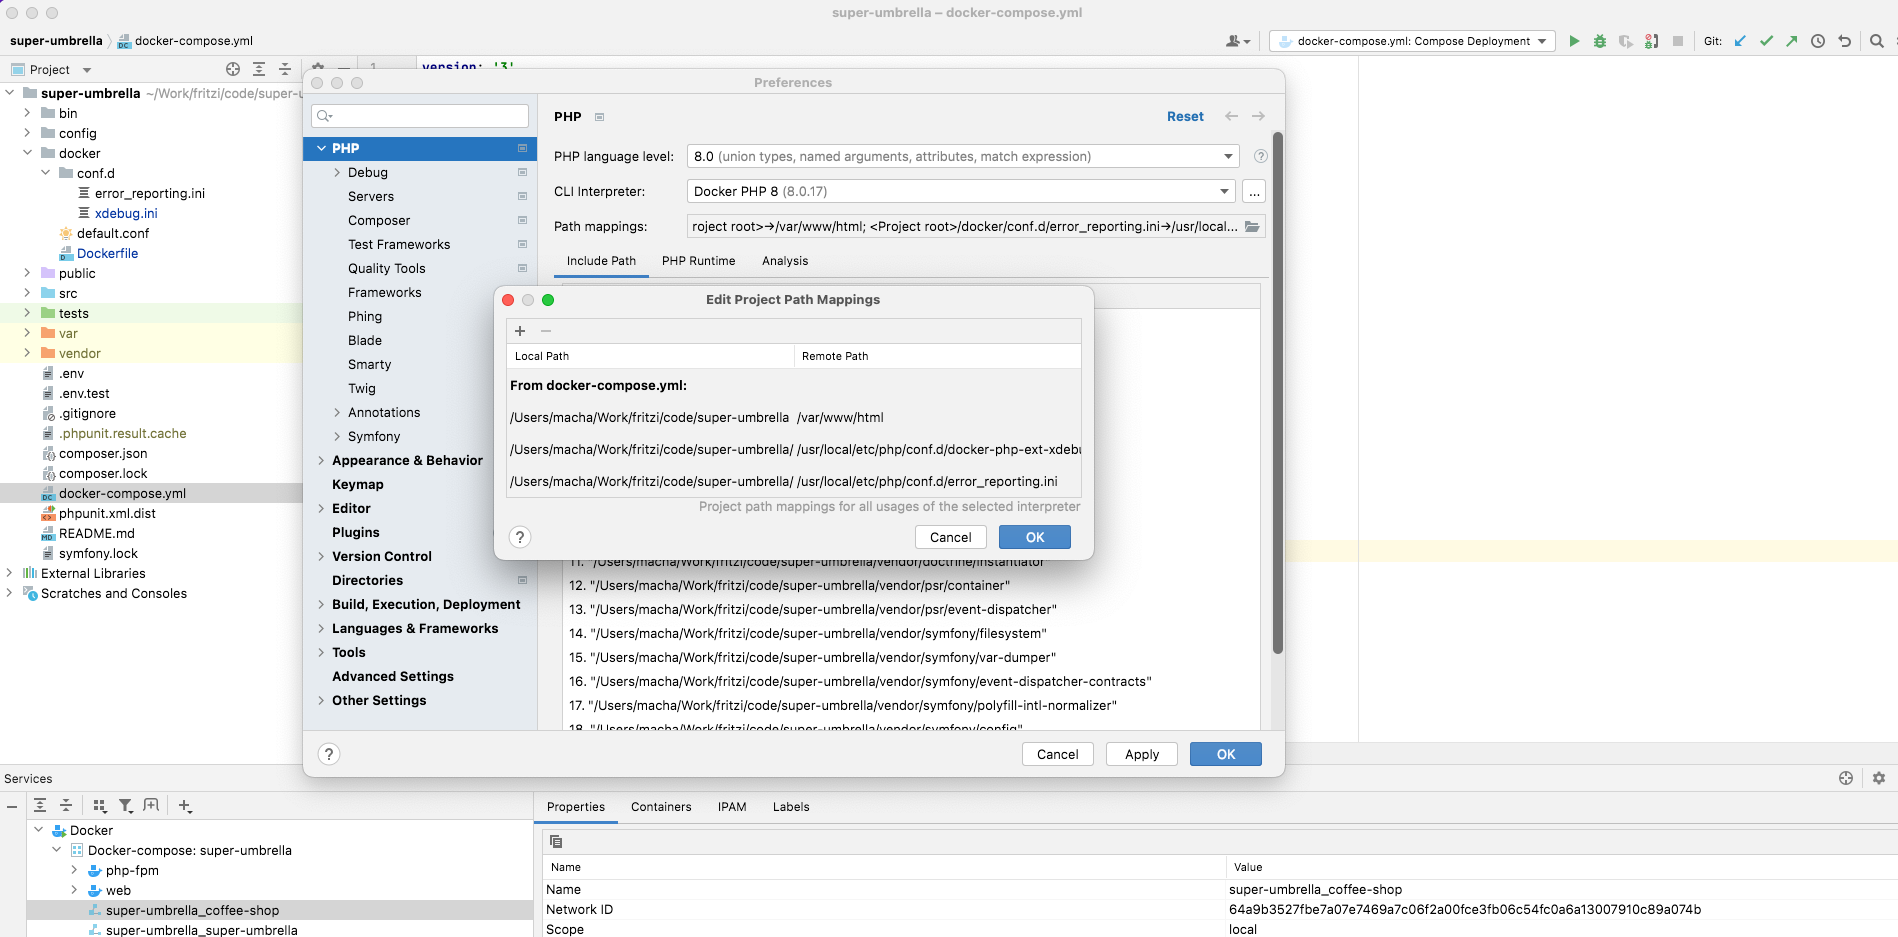 super-umbrella – docker-compose.yml
super-umbrella
docker-compose.yml
docker-compose.yml: Compose Deployment
Git:
Project
1
version: '3'
super-umbrella ~/Work/fritzi/code/super-u
bin
config
docker
conf.d
error_reporting.ini
xdebug.ini
default.conf
Dockerfile
public
src
tests
var
vendor
.env
.env.test
.gitignore
.phpunit.result.cache
composer.json
composer.lock
docker-compose.yml
phpunit.xml.dist
README.md
symfony.lock
External Libraries
Scratches and Consoles
Preferences
PHP
Debug
Servers
Composer
Test Frameworks
Quality Tools
Frameworks
Phing
Blade
Smarty
Twig
Annotations
Symfony
Appearance & Behavior
Keymap
Editor
Plugins
Version Control
Directories
Build, Execution, Deployment
Languages & Frameworks
Tools
Advanced Settings
Other Settings
PHP
Reset
PHP language level:
8.0 (union types, named arguments, attributes, match expression)
CLI Interpreter:
Docker PHP 8 (8.0.17)
...
Path mappings:
roject root>→/var/www/html; <Project root>/docker/conf.d/error_reporting.ini→/usr/local...
Include Path
PHP Runtime
Analysis
Edit Project Path Mappings
Local Path
Remote Path
From docker-compose.yml:
/Users/macha/Work/fritzi/code/super-umbrella /var/www/html
/Users/macha/Work/fritzi/code/super-umbrella/ /usr/local/etc/php/conf.d/docker-php-ext-xdebu
/Users/macha/Work/fritzi/code/super-umbrella/ /usr/local/etc/php/conf.d/error_reporting.ini
Project path mappings for all usages of the selected interpreter
?
Cancel
OK
11. "/Users/macha/Work/fritzi/code/super-umbrella/vendor/doctrine/instantiator"
12. "/Users/macha/Work/fritzi/code/super-umbrella/vendor/psr/container"
13. "/Users/macha/Work/fritzi/code/super-umbrella/vendor/psr/event-dispatcher"
14. "/Users/macha/Work/fritzi/code/super-umbrella/vendor/symfony/filesystem"
15. "/Users/macha/Work/fritzi/code/super-umbrella/vendor/symfony/var-dumper"
16. "/Users/macha/Work/fritzi/code/super-umbrella/vendor/symfony/event-dispatcher-contracts"
17. "/Users/macha/Work/fritzi/code/super-umbrella/vendor/symfony/polyfill-intl-normalizer"
18. "/Users/macha/Work/fritzi/code/super-umbrella/vendor/symfony/config"
?
Cancel
Apply
OK
Services
Docker
Docker-compose: super-umbrella
php-fpm
web
super-umbrella_coffee-shop
super-umbrella_super-umbrella
Properties
Containers
IPAM
Labels
Name
Value
Name
super-umbrella_coffee-shop
Network ID
64a9b3527fbe7a07e7469a7c06f2a00fce3fb06c54fc0a6a13007910c89a074b
Scope
local